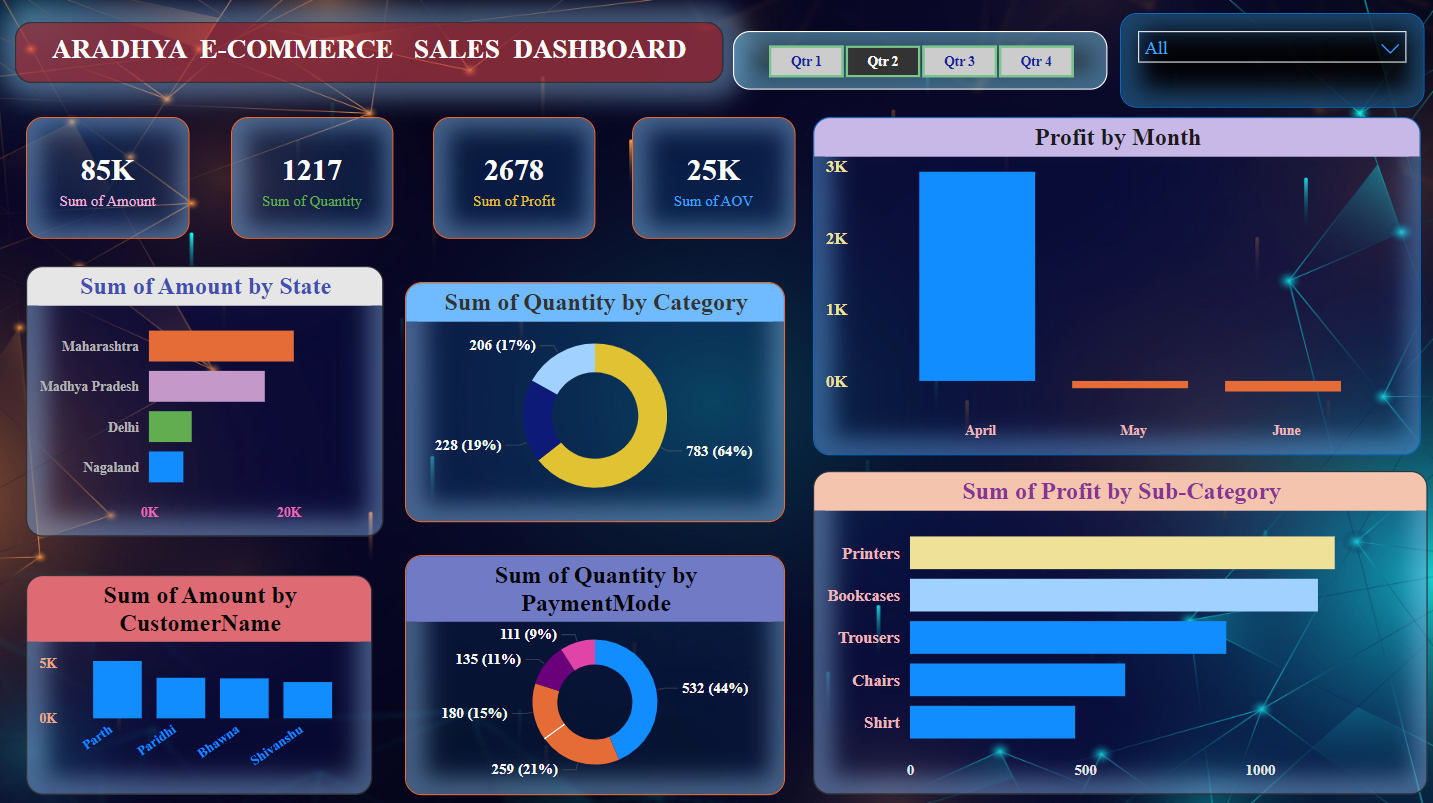 ARADHYA E-COMMERCE SALES DASHBOARD
Qtr 1
Qtr 2
Qtr 3
Qtr 4
All
85K
Sum of Amount
1217
Sum of Quantity
2678
Sum of Profit
25K
Sum of AOV
Profit by Month
3K
2K
1K
0K
April
May
June
Sum of Amount by State
Maharashtra
Madhya Pradesh
Delhi
Nagaland
0K
20K
Sum of Quantity by Category
206 (17%)
228 (19%)
783 (64%)
Sum of Profit by Sub-Category
Printers
Bookcases
Trousers
Chairs
Shirt
0
500
1000
Sum of Amount by
CustomerName
5K
0K
Parth
Paridhi
Bhawna
Shivanshu
Sum of Quantity by
PaymentMode
111 (9%)
135 (11%)
180 (15%)
259 (21%)
532 (44%)